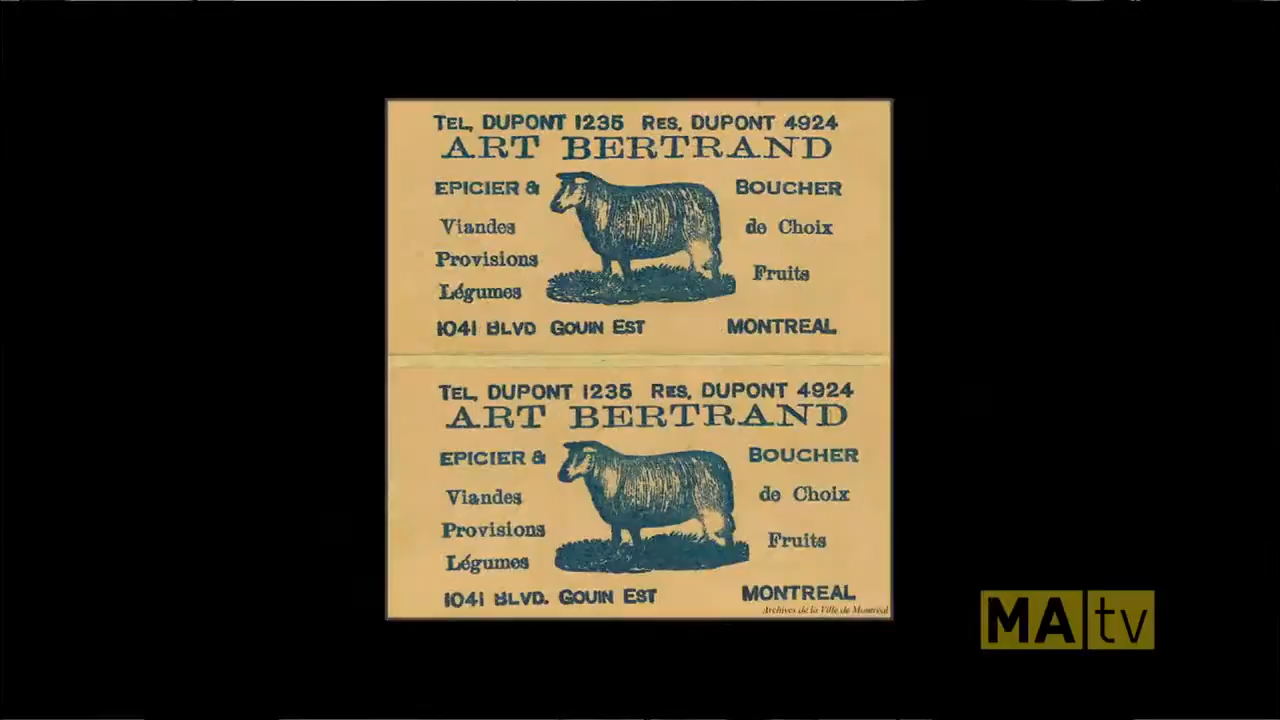 TEL, DUPONT 1235 RES, DUPONT 4924
ART BERTRAND
EPICIER & BOUCHER
Viandes de Choix
Provisions Fruits
Légumes
1041 BLVD GOUIN EST MONTREAL
TEL, DUPONT 1235 RES, DUPONT 4924
ART BERTRAND
EPICIER & BOUCHER
Viandes de Choix
Provisions Fruits
Légumes
1041 BLVD. GOUIN EST MONTREAL
Archives de la Ville de Montréal
MAtv